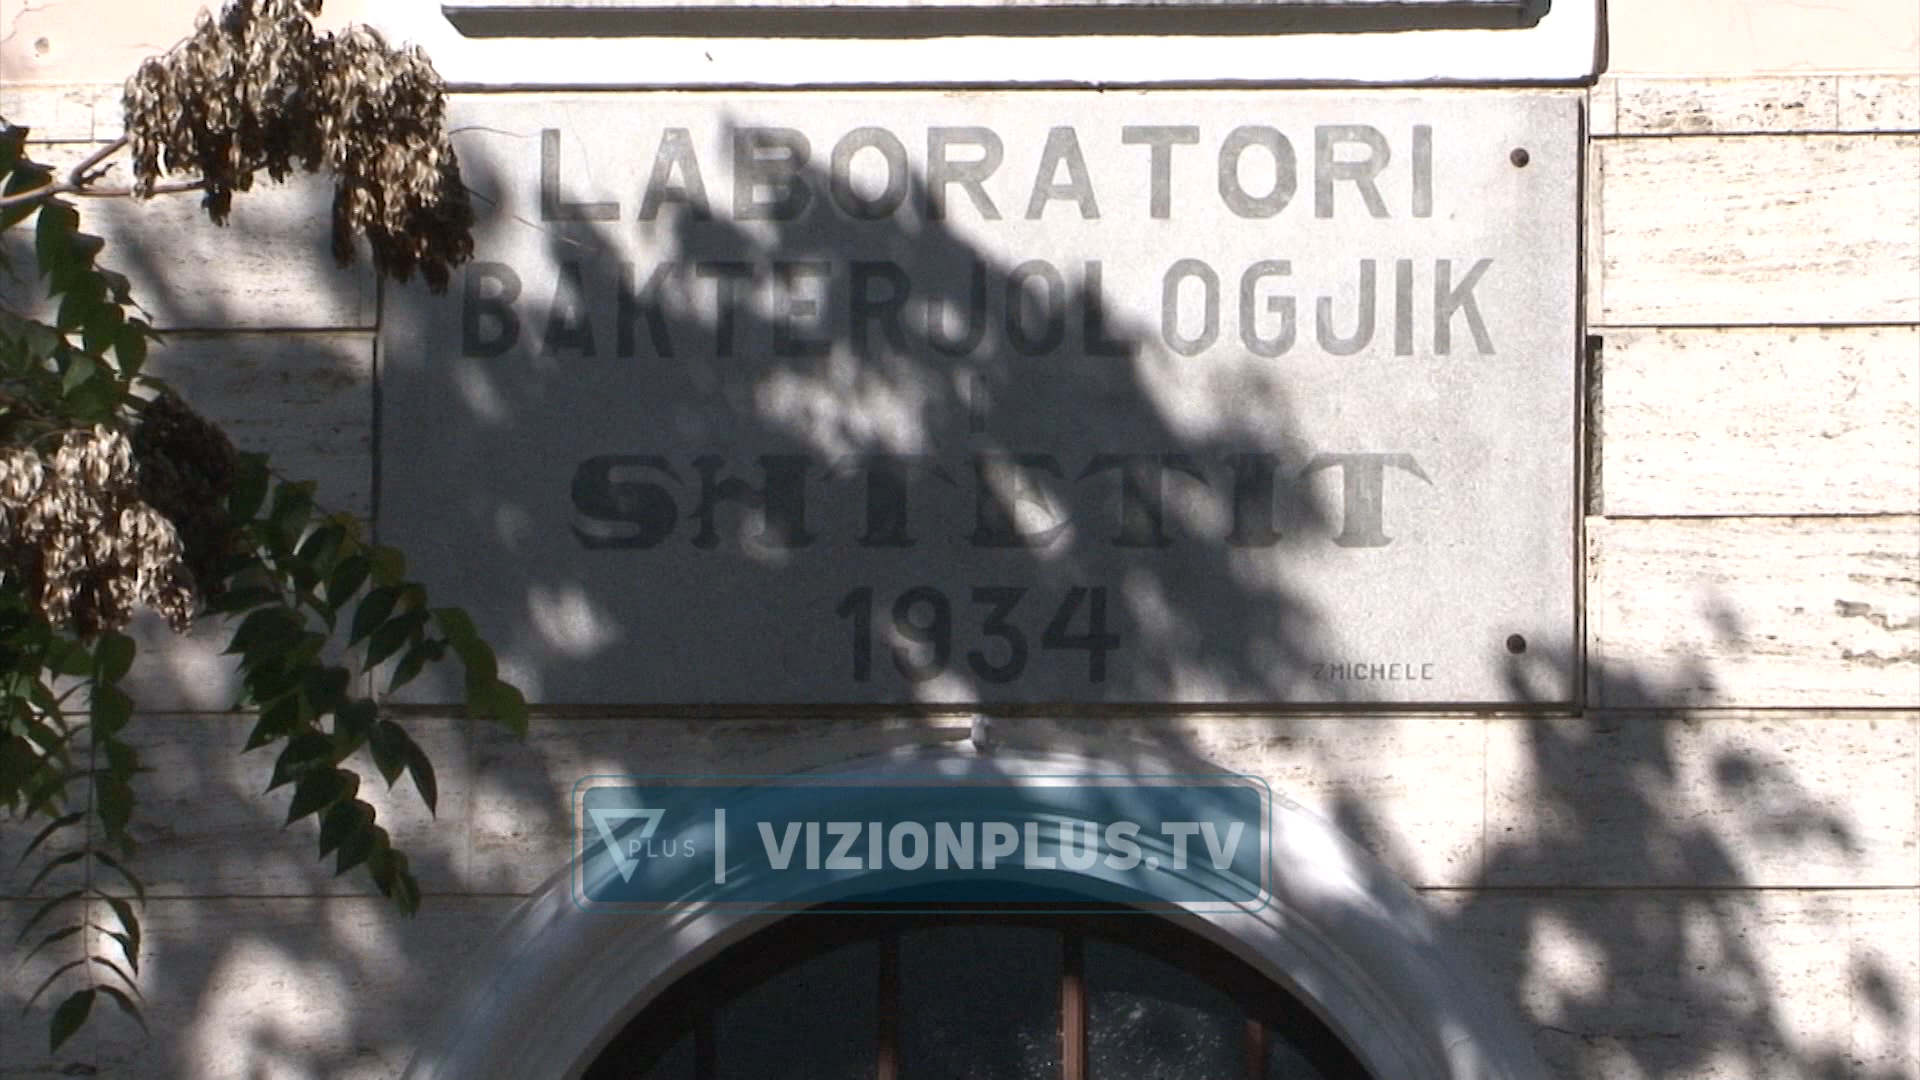 LABORATORI
BAKTERJOLOGJIK
I
SHTETIT
1934
Z.MICHELE
PLUS | VIZIONPLUS.TV